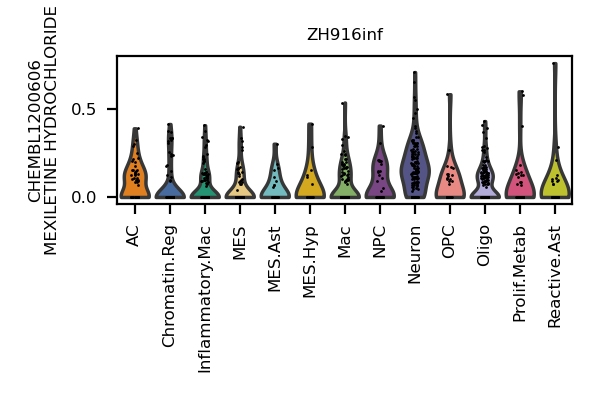 ZH916inf
CHEMBL1200606
MEXILETINE HYDROCHLORIDE
0.5
0.0
AC
Chromatin.Reg
Inflammatory.Mac
MES
MES.Ast
MES.Hyp
Mac
NPC
Neuron
OPC
Oligo
Prolif.Metab
Reactive.Ast